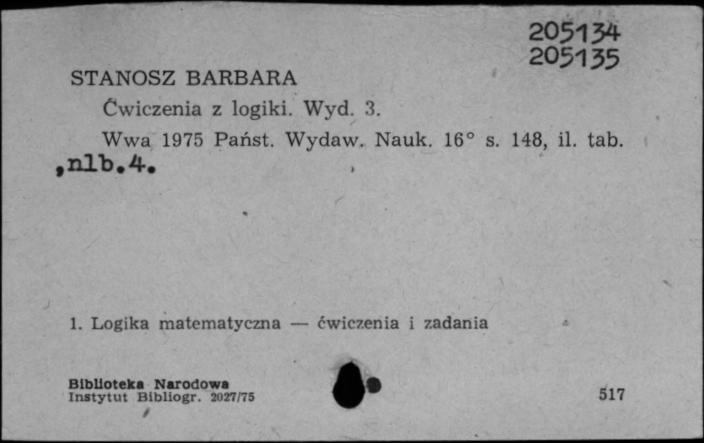 205134
205135
STANOSZ BARBARA
Ćwiczenia z logiki. Wyd. 3.
Wwa 1975 Państ. Wydaw. Nauk. 16° s. 148, il. tab.
,nlb.4.
1. Logika matematyczna — ćwiczenia i zadania
Biblioteka Narodowa
Instytut Bibliogr. 2027/75
517